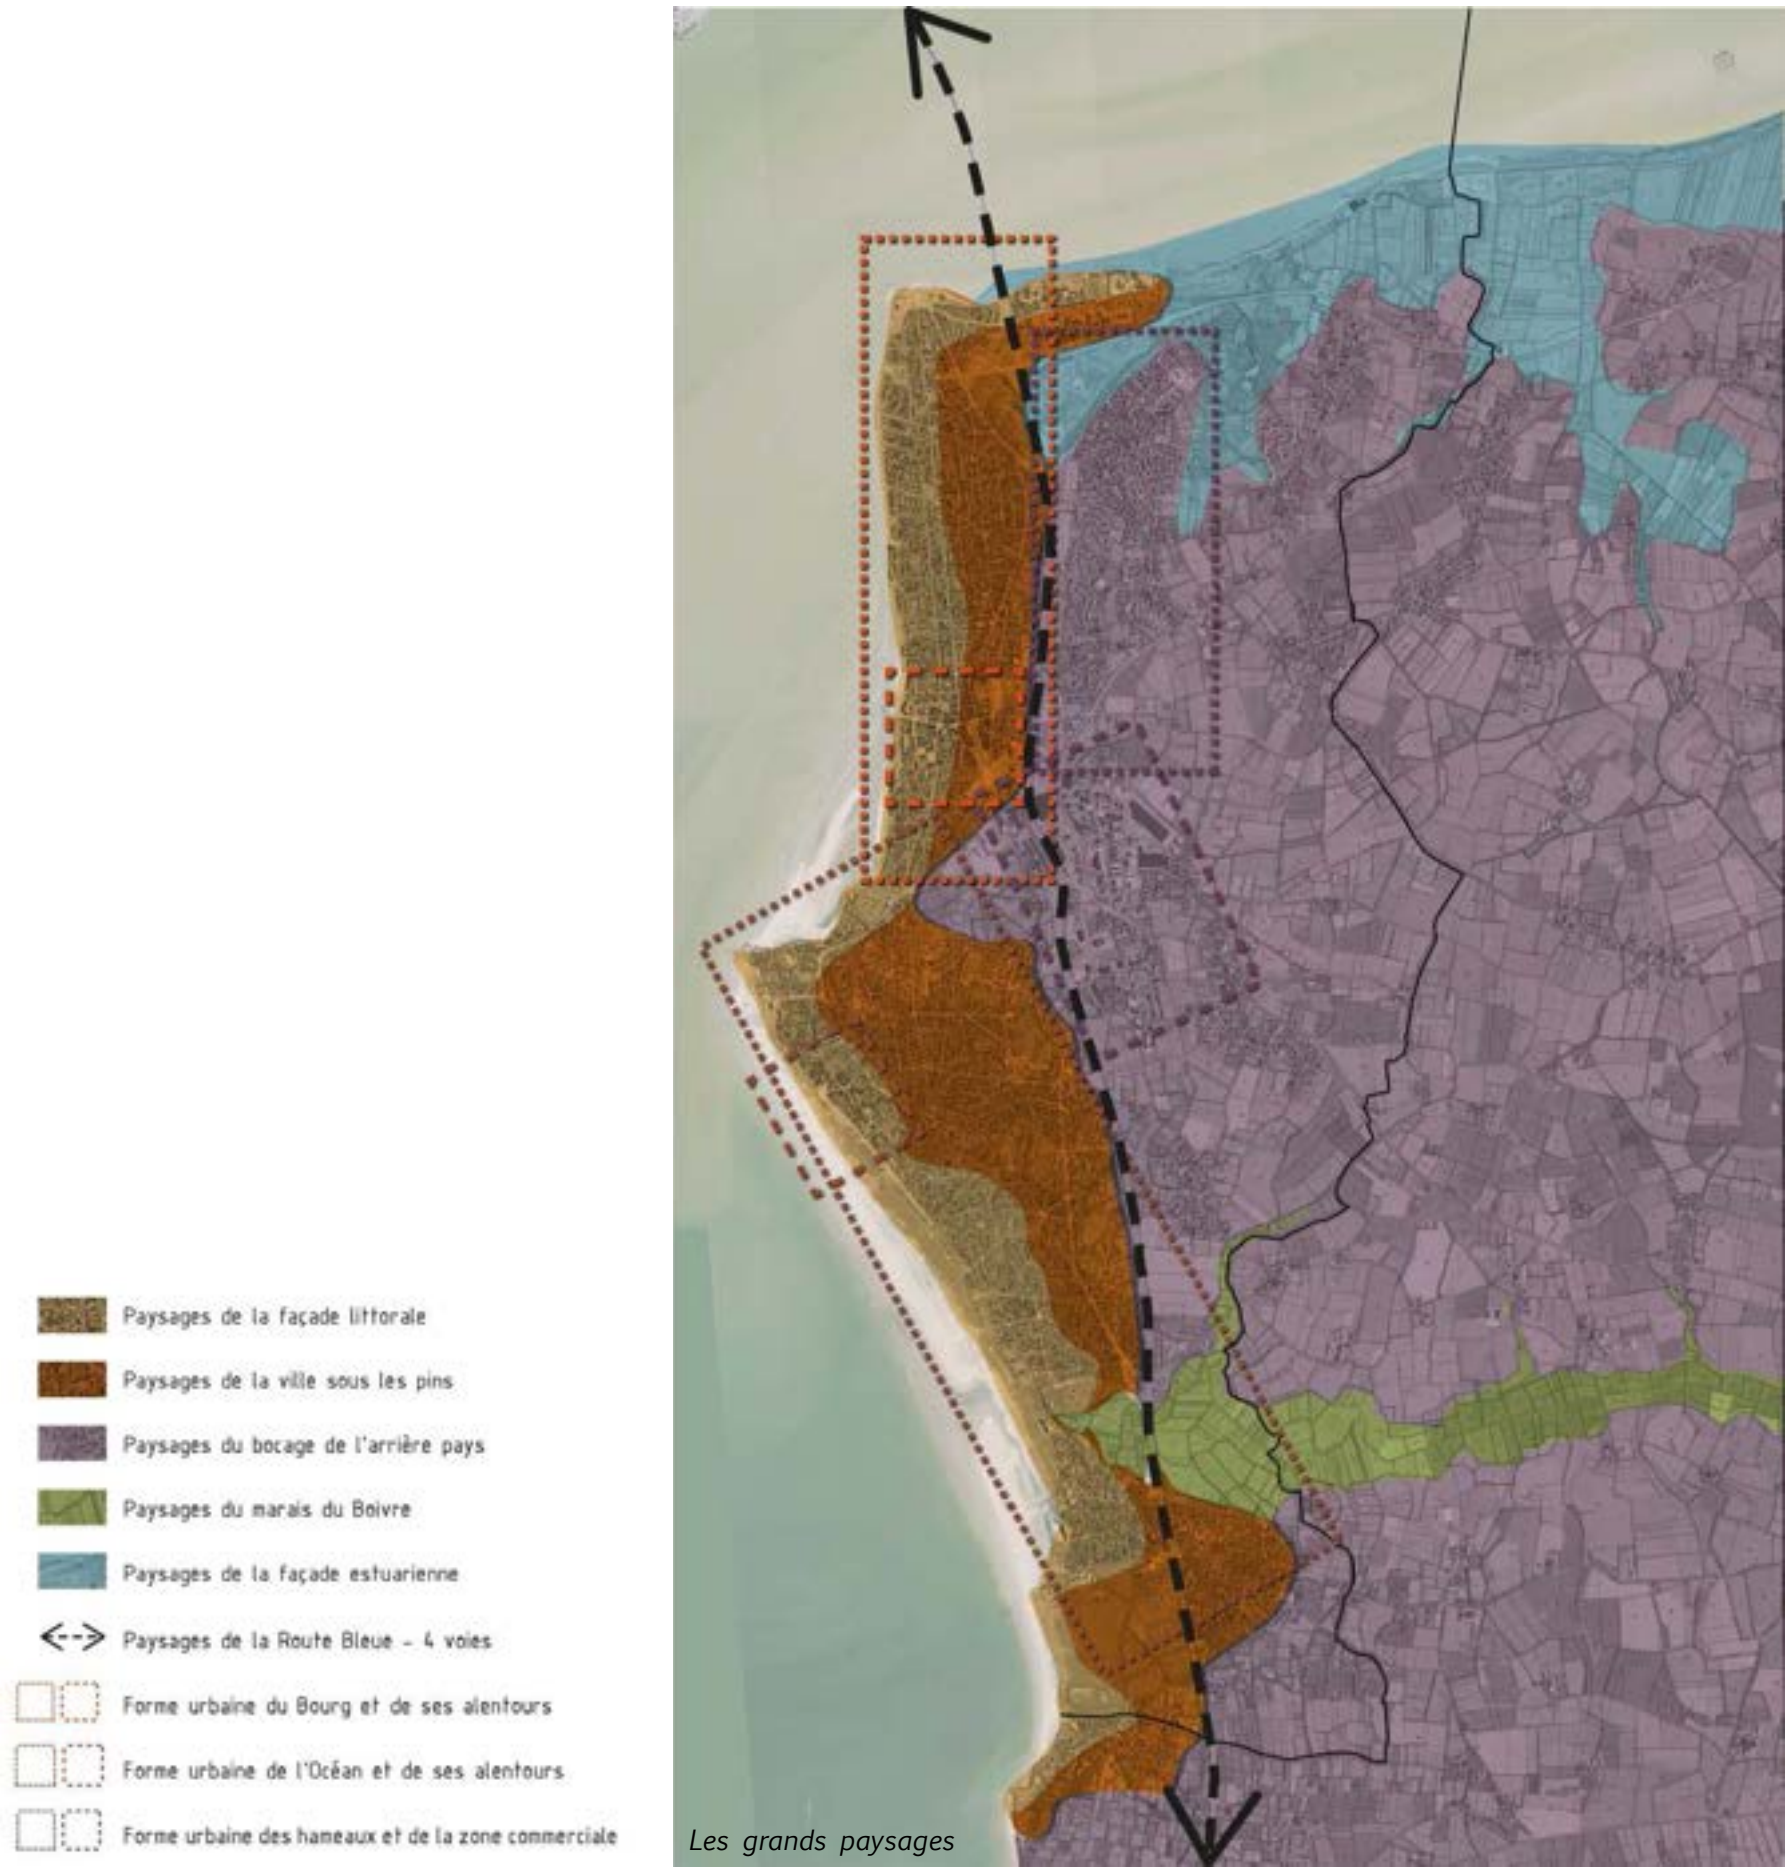 Paysages de la façade littorale
Paysages de la ville sous les pins
Paysages du bocage de l'arrière pays
Paysages du marais du Boivre
Paysages de la façade estuarienne
Paysages de la Route Bleue - 4 voies
Forme urbaine du Bourg et de ses alentours
Forme urbaine de l'Océan et de ses alentours
Forme urbaine des hameaux et de la zone commerciale
Les grands paysages